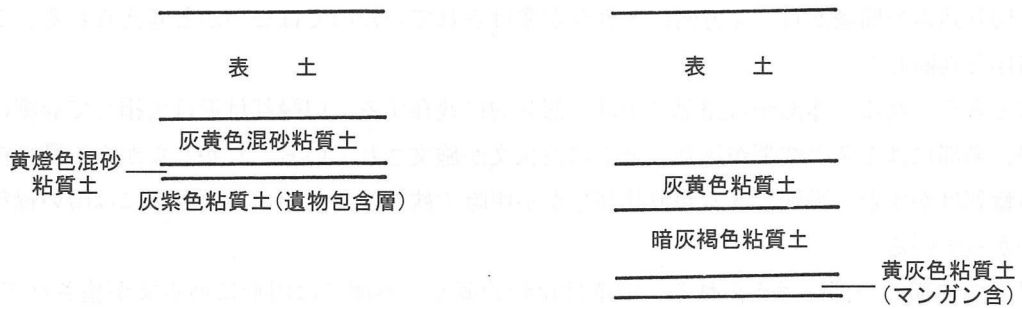 表 土
灰黄色混砂粘質土
黄燈色混砂
粘質土
灰紫色粘質土(遺物包含層)
表 土
灰黄色粘質土
暗灰褐色粘質土
黄灰色粘質土
(マンガン含)